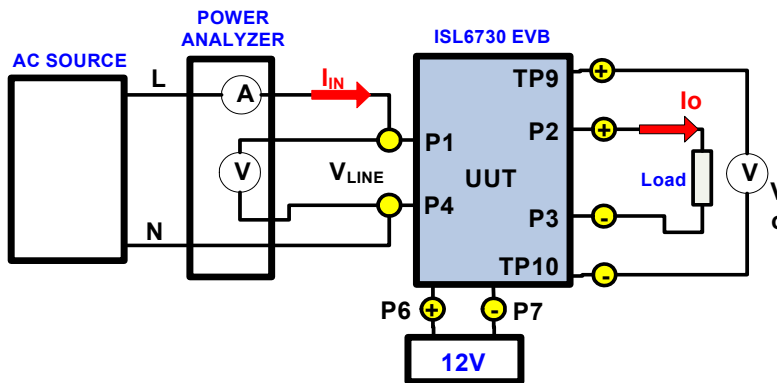 POWER
ANALYZER
AC SOURCE
ISL6730 EVB
L
A
IIN
TP9
+
P1
P2
+
Io
V
VLINE
UUT
Load
V
V
P4
P3
-
c
N
TP10
-
P6
+
-
P7
12V